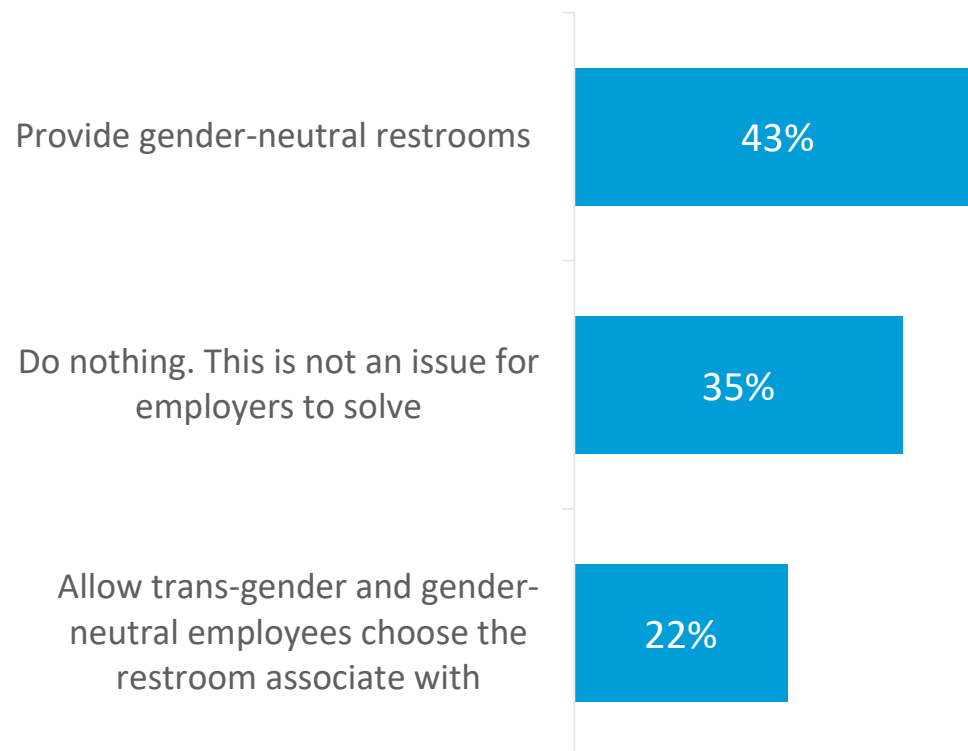 Provide gender-neutral restrooms
43%
Do nothing. This is not an issue for
employers to solve
35%
Allow trans-gender and gender-
neutral employees choose the
restroom associate with
22%